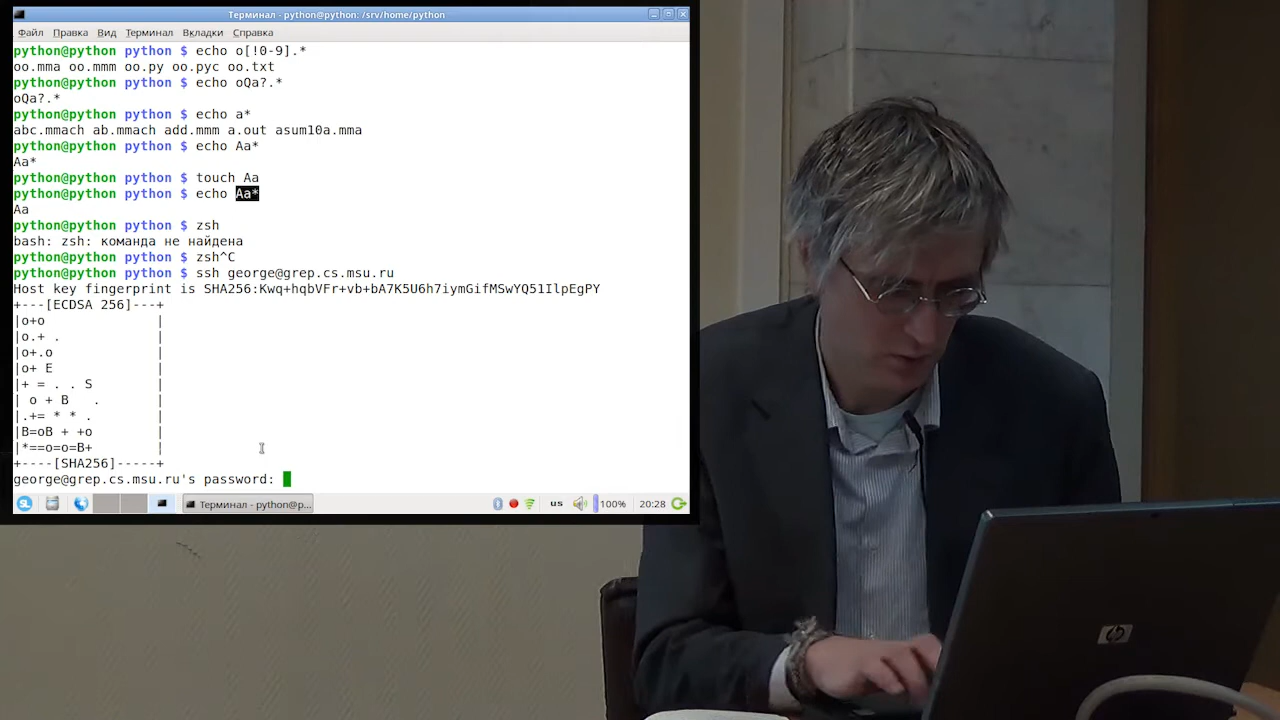 Терминал - python@python: /srv/home/python
Файл Правка Вид Терминал Вкладки Справка
python@python python $ echo o[!0-9].*
oo.mma oo.mmm oo.py oo.pyc oo.txt
python@python python $ echo oQa?.*
oQa?.*
python@python python $ echo a*
abc.mmach ab.mmach add.mmm a.out asum10a.mma
python@python python $ echo Aa*
Aa*
python@python python $ touch Aa
python@python python $ echo Aa*
Aa
python@python python $ zsh
bash: zsh: команда не найдена
python@python python $ zsh^C
python@python python $ ssh george@grep.cs.msu.ru
Host key fingerprint is SHA256:Kwq+hqbVFr+vb+bA7K5U6h7iymGifMSwYQ51IlpEgPY
+---[ECDSA 256]---+
|o+o              |
|o.+ .            |
|o+.o             |
|o+ E             |
|+ = . . S        |
| o + B   .       |
|.+= * * .        |
|B=oB + +o        |
|*==o=o=B+        |
+----[SHA256]-----+
george@grep.cs.msu.ru's password:
Терминал - python@p...
us
100%
20:28
hp